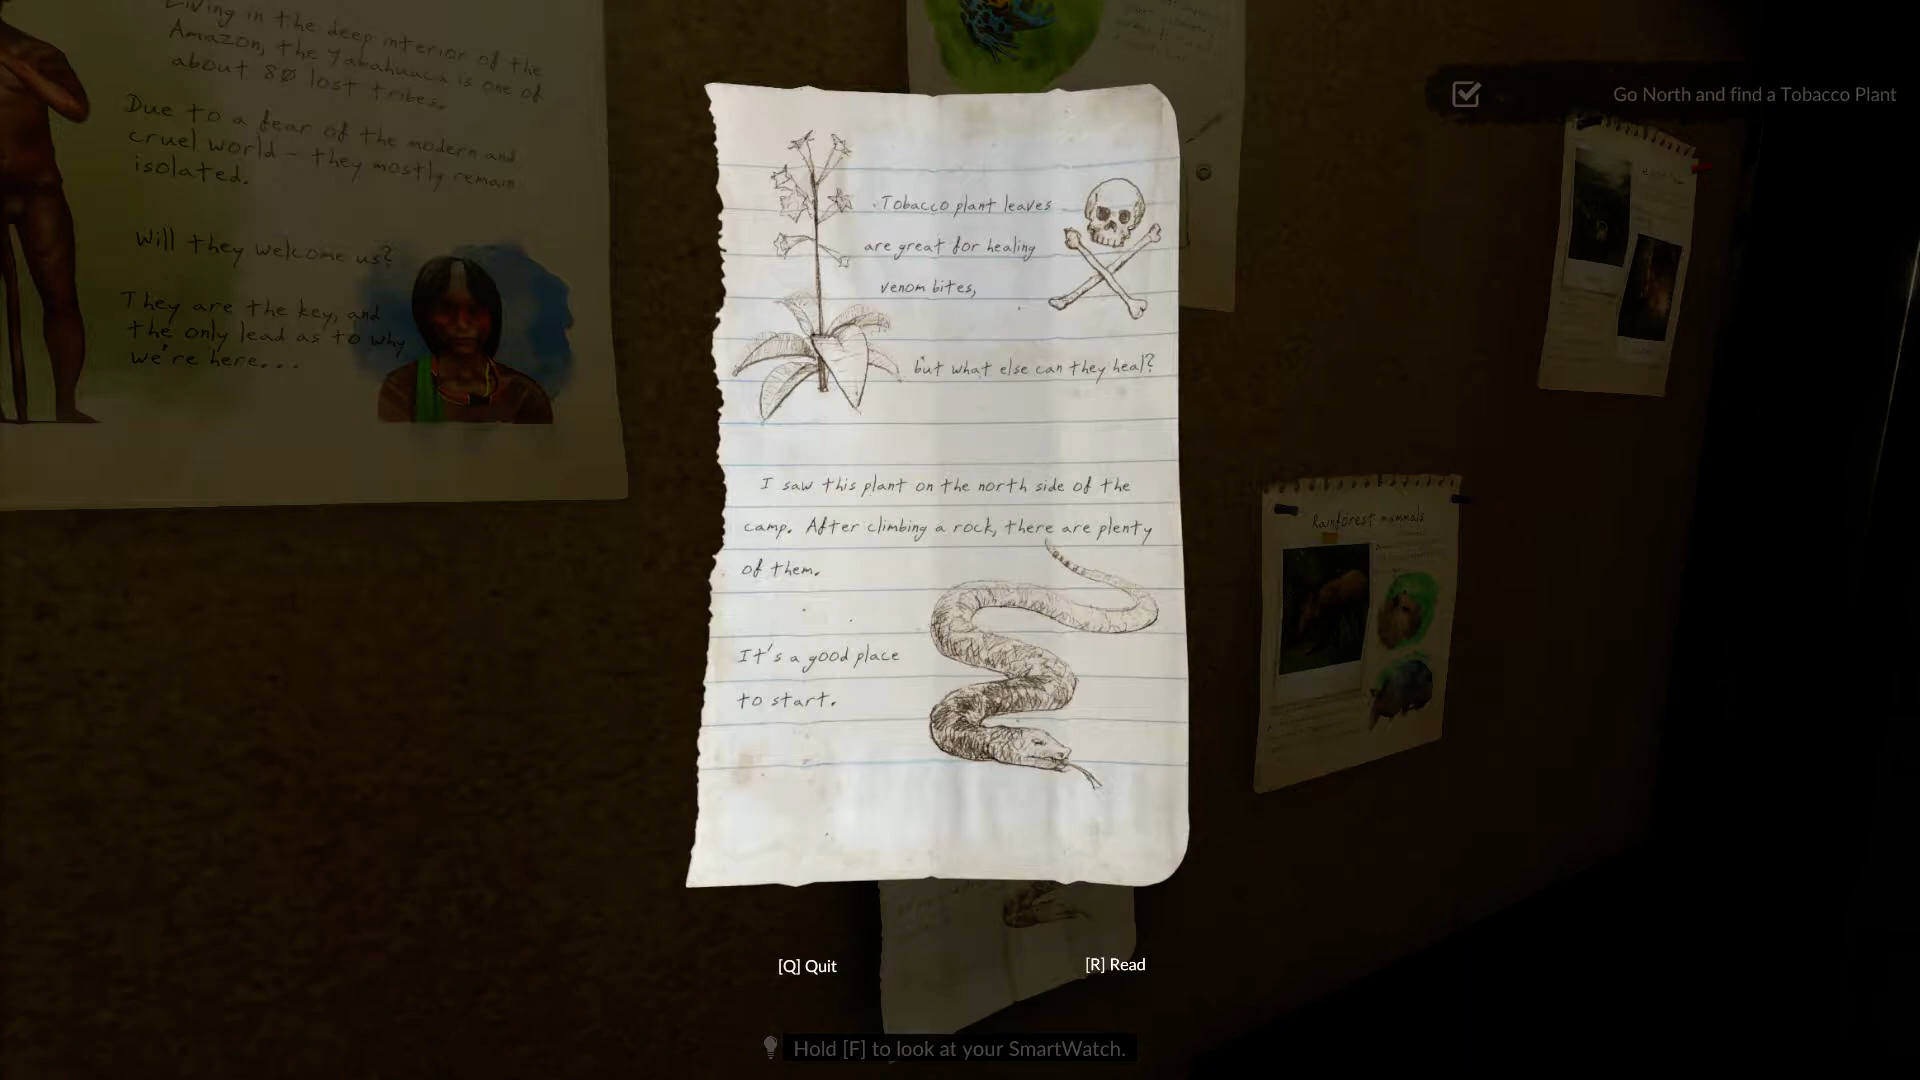 Living in the deep interior of the
Amazon, the Yabahuaca is one of
about 80 lost tribes.
Due to a fear of the modern and
cruel world - they mostly remain
isolated.
Will they welcome us?
They are the key, and
the only lead as to why
we're here...
Tobacco plant leaves
are great for healing
venom bites,
but what else can they heal?
I saw this plant on the north side of the
camp. After climbing a rock, there are plenty
of them.
It's a good place
to start.
Go North and find a Tobacco Plant
Rainforest mammals
[Q] Quit
[R] Read
Hold [F] to look at your SmartWatch.